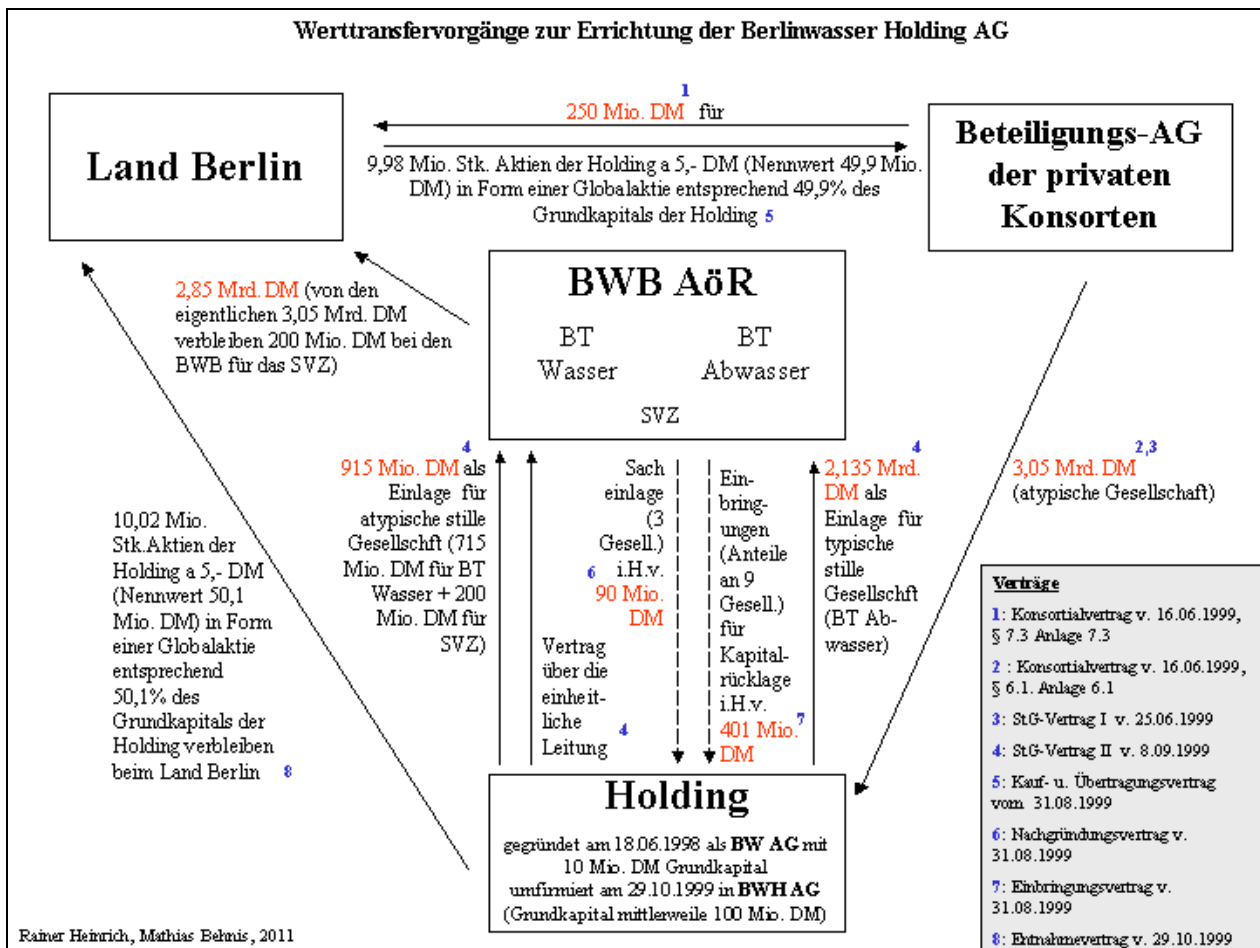 Werttransfervorgänge zur Errichtung der Berlinwasser Holding AG
Land Berlin
1
250 Mio. DM für
9,98 Mio. Stk. Aktien der Holding a 5,- DM (Nennwert 49,9 Mio.
DM) in Form einer Globalaktie entsprechend 49,9% des
Grundkapitals der Holding 5
Beteiligungs-AG
der privaten
Konsorten
2,85 Mrd. DM (von den
eigentlichen 3,05 Mrd. DM
verbleiben 200 Mio. DM bei den
BWB für das SVZ)
BWB AöR
BT
Wasser
BT
Abwasser
SVZ
10,02 Mio.
Stk.Aktien der
Holding a 5,- DM
(Nennwert 50,1
Mio. DM) in Form
einer Globalaktie
entsprechend
50,1% des
Grundkapitals der
Holding verbleiben
beim Land Berlin 8
4
915 Mio. DM als
Einlage für
atypische stille
Gesellschft (715
Mio. DM für BT
Wasser + 200
Mio. DM für
SVZ)
Vertrag
über die
einheit-
liche
Leitung 4
Sach
einlage
(3
Gesell.)
6 i.H.v.
90 Mio.
DM
Ein-
bring-
ungen
(Anteile
an 9
Gesell.)
für
Kapital-
rücklage
i.H.v.
401 Mio. 7
DM
4
2,135 Mrd.
DM als
Einlage für
typische
stille
Gesellschft
(BT Ab-
wasser)
2,3
3,05 Mrd. DM
(atypische Gesellschaft)
Holding
gegründet am 18.06.1998 als BW AG mit
10 Mio. DM Grundkapital
umfirmiert am 29.10.1999 in BWH AG
(Grundkapital mittlerweile 100 Mio. DM)
Verträge
1: Konsortialvertrag v. 16.06.1999,
§ 7.3 Anlage 7.3
2 : Konsortialvertrag v. 16.06.1999,
§ 6.1. Anlage 6.1
3: StG-Vertrag I v. 25.06.1999
4: StG-Vertrag II v. 8.09.1999
5: Kauf- u. Übertragungsvertrag
vom 31.08.1999
6: Nachgründungsvertrag v.
31.08.1999
7: Einbringungsvertrag v.
31.08.1999
8: Entnahmevertrag v. 29.10.1999
Rainer Heinrich, Mathias Behnis, 2011